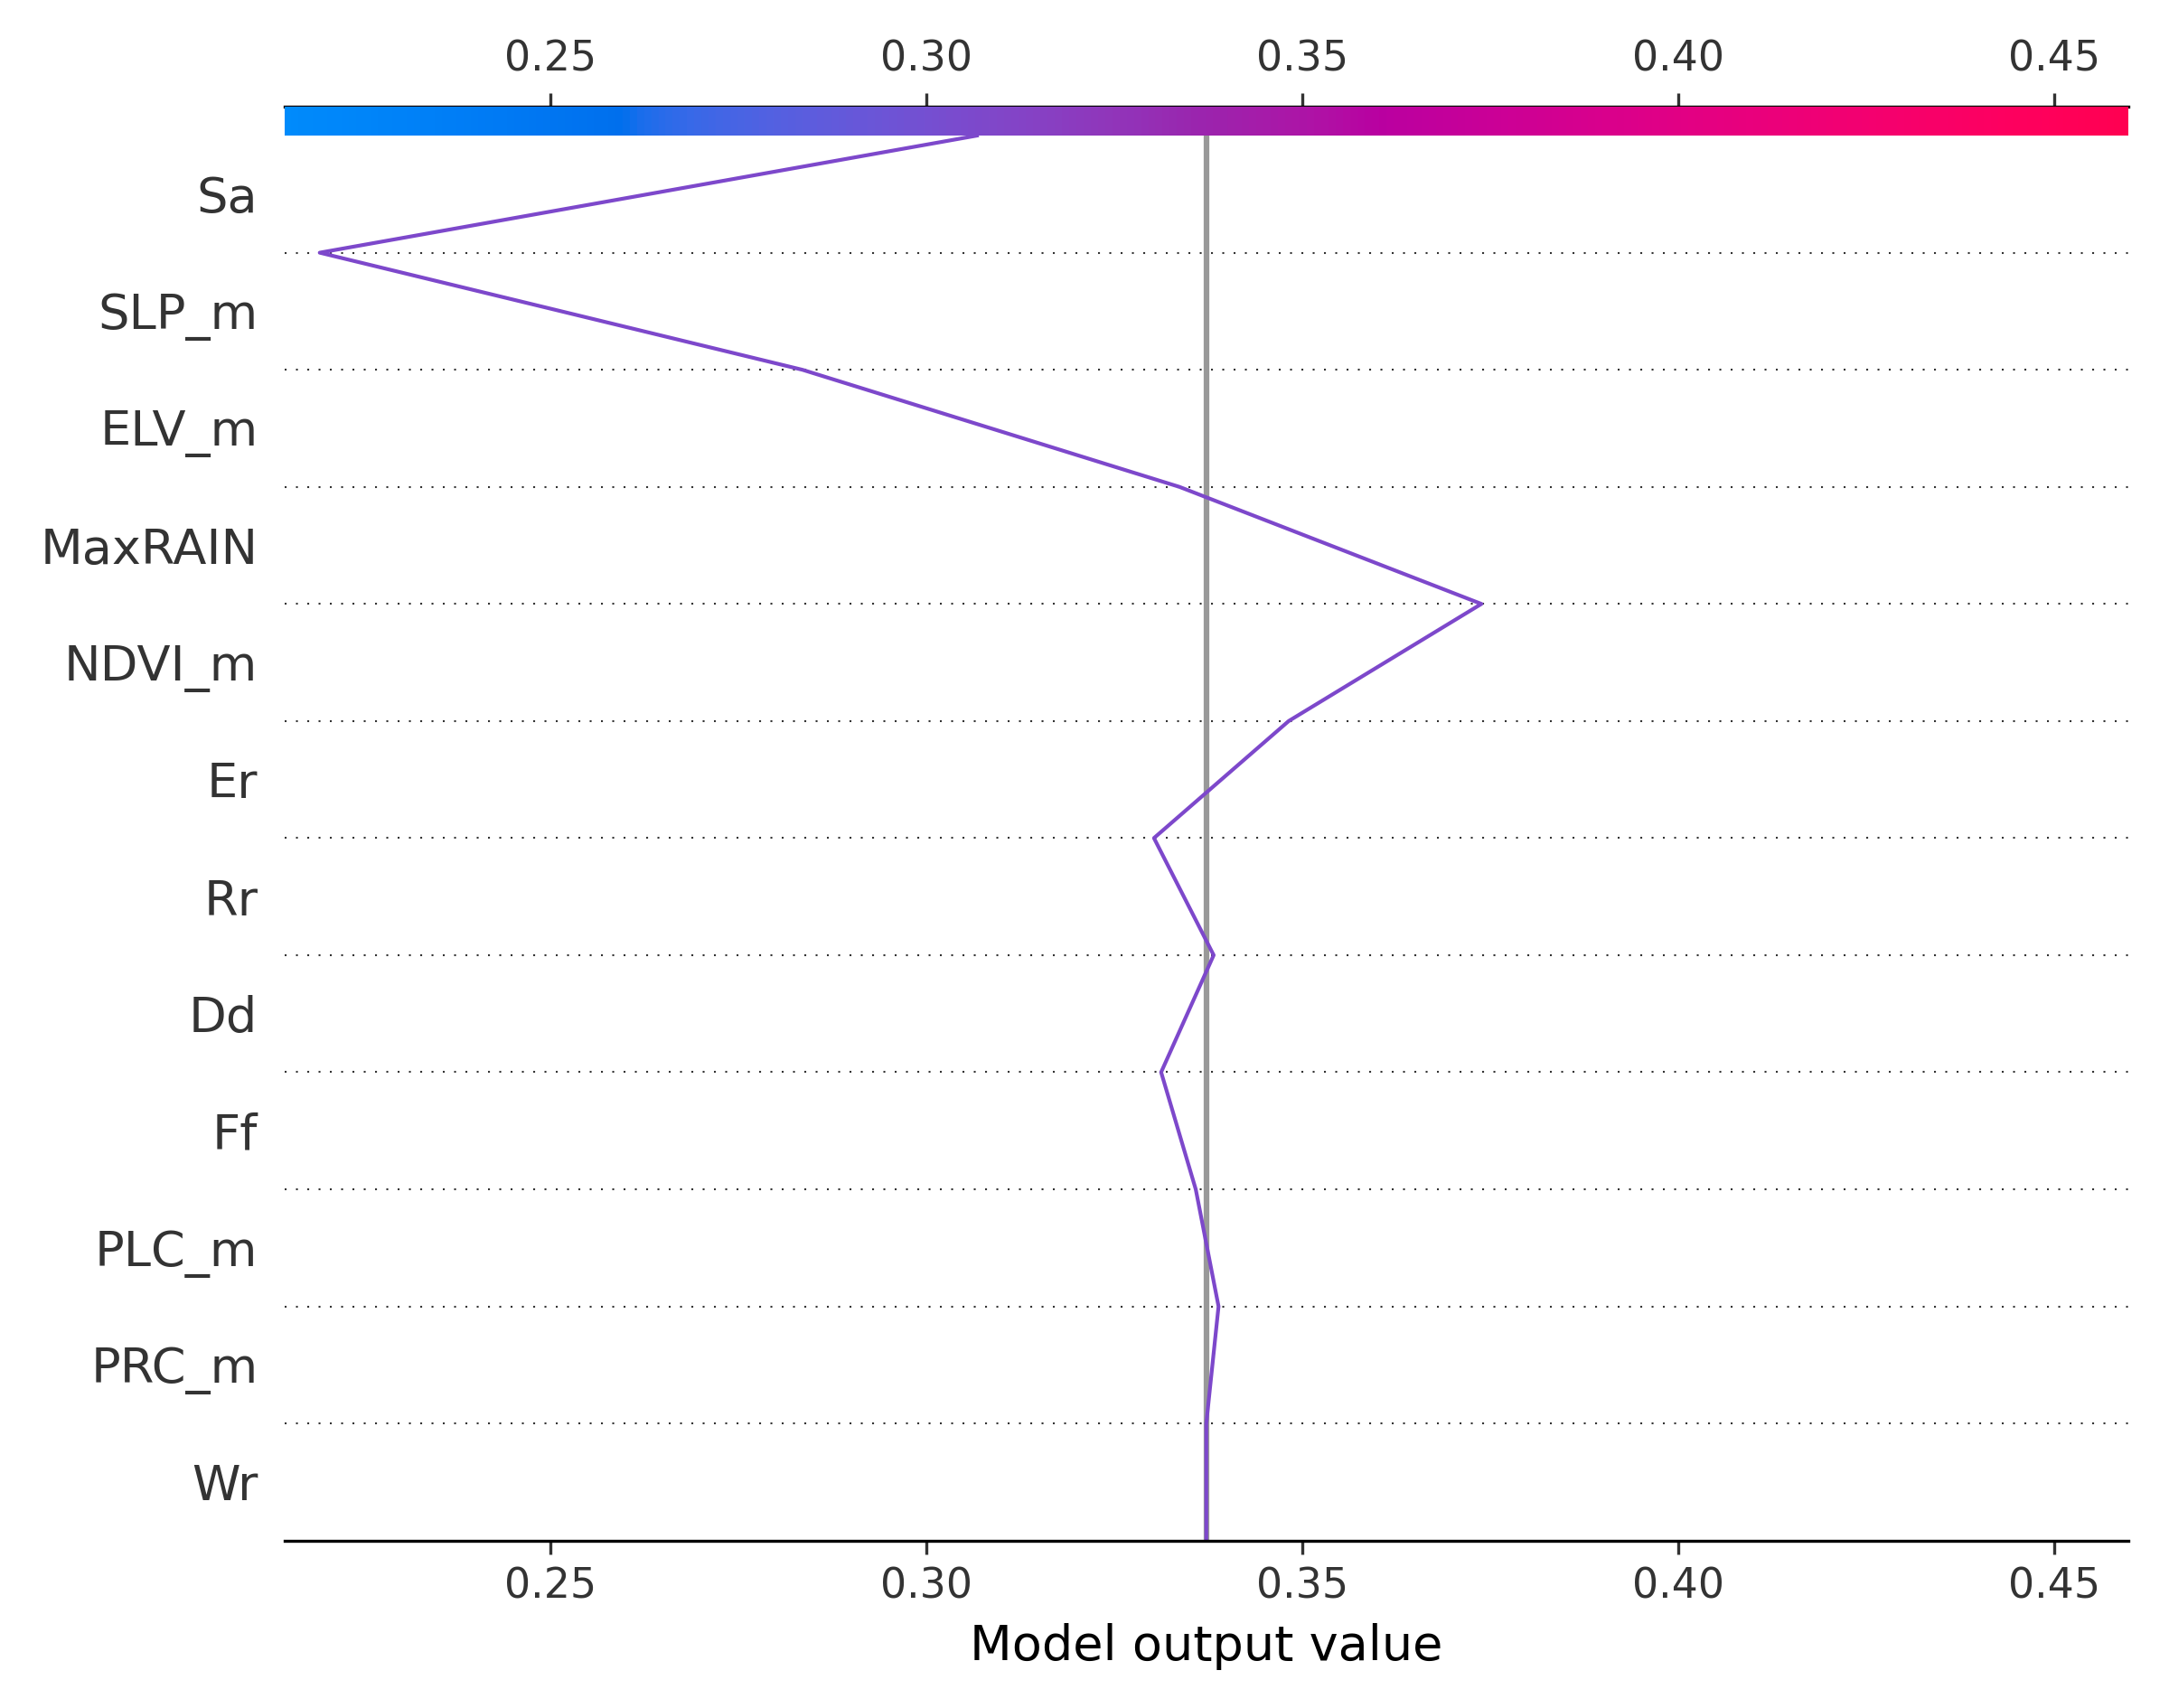 0.25 0.30 0.35 0.40 0.45
Sa
SLP_m
ELV_m
MaxRAIN
NDVI_m
Er
Rr
Dd
Ff
PLC_m
PRC_m
Wr
0.25 0.30 0.35 0.40 0.45
Model output value